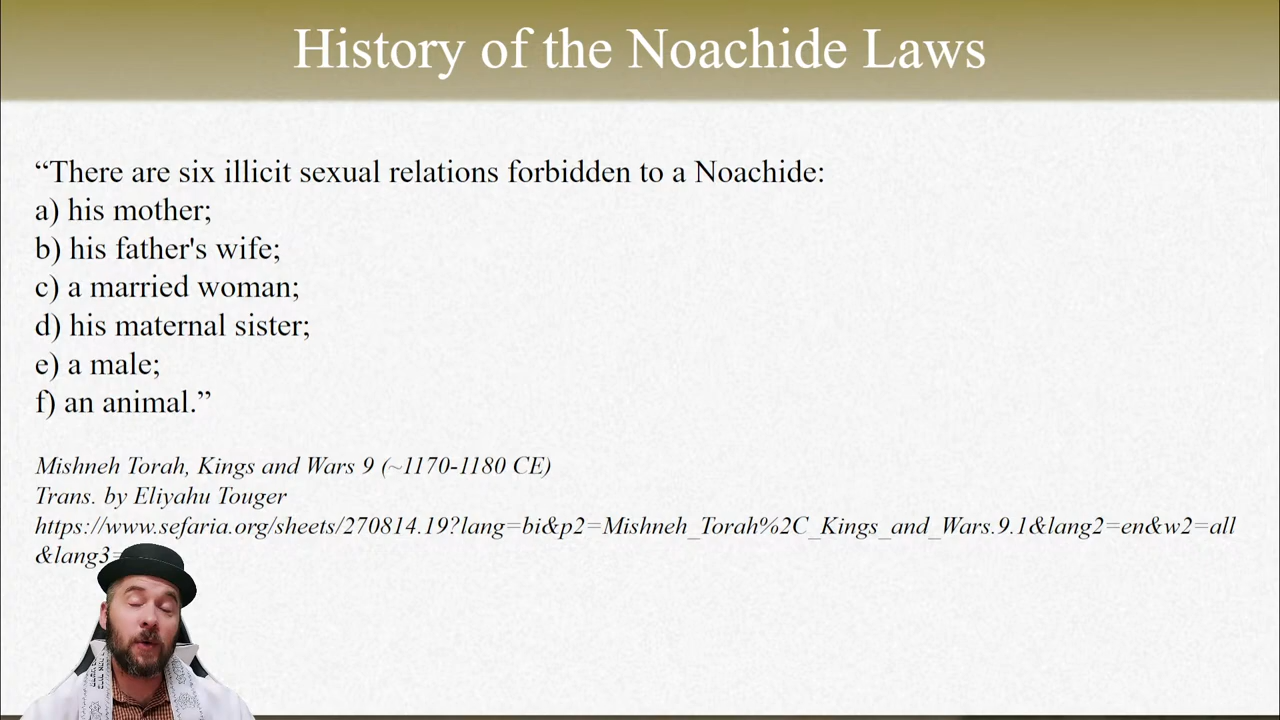 History of the Noachide Laws
“There are six illicit sexual relations forbidden to a Noachide:
a) his mother;
b) his father's wife;
c) a married woman;
d) his maternal sister;
e) a male;
f) an animal.”
Mishneh Torah, Kings and Wars 9 (~1170-1180 CE)
Trans. by Eliyahu Touger
https://www.sefaria.org/sheets/270814.19?lang=bi&p2=Mishneh_Torah%2C_Kings_and_Wars.9.1&lang2=en&w2=all
&lang3=